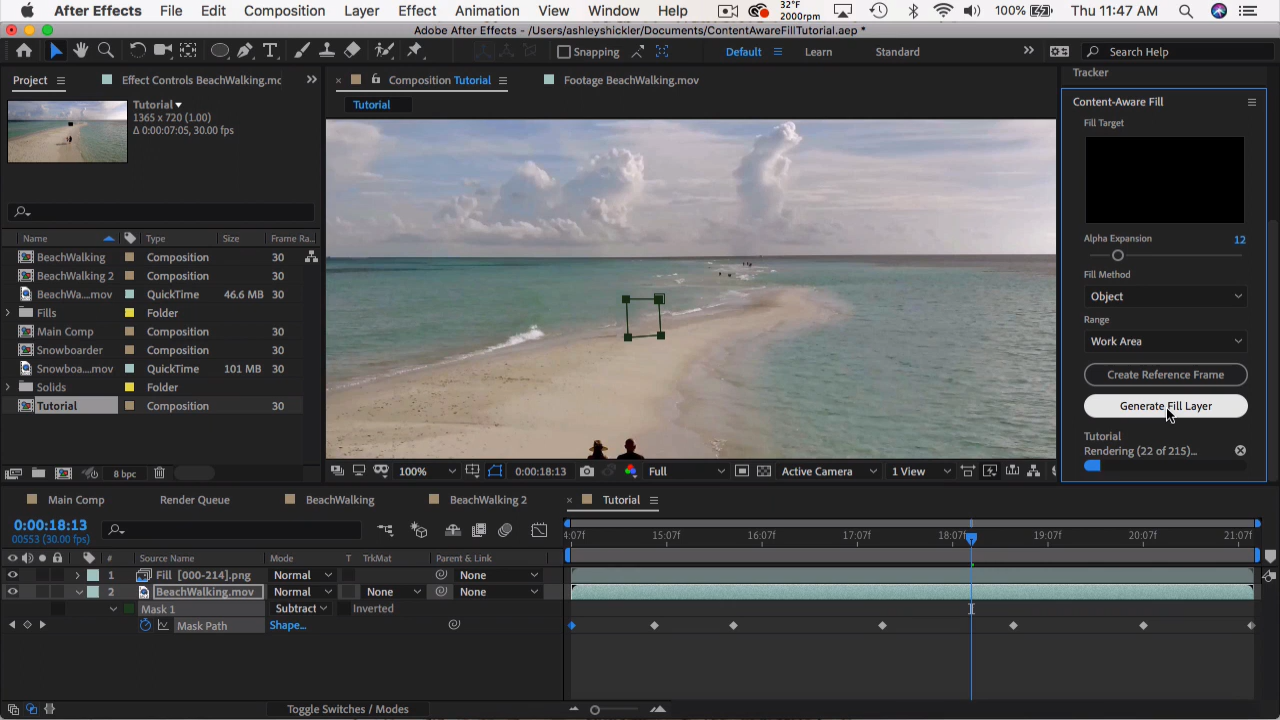 After Effects File Edit Composition Layer Effect Animation View Window Help 32°F 2000rpm 100% Thu 11:47 AM
Adobe After Effects - /Users/ashleyshickler/Documents/ContentAwareFillTutorial.aep *
Snapping Default Learn Standard Search Help
Project Effect Controls BeachWalking.mc Composition Tutorial Footage BeachWalking.mov Tracker
Tutorial
1365 x 720 (1.00)
Δ 0:00:07:05, 30.00 fps
Tutorial
Content-Aware Fill
Fill Target
Alpha Expansion 12
Fill Method
Object
Range
Work Area
Create Reference Frame
Generate Fill Layer
Tutorial
Rendering (22 of 215)...
Name Type Size Frame Ra...
BeachWalking Composition 30
BeachWalking 2 Composition 30
BeachWa....mov QuickTime 46.6 MB 30
Fills Folder
Main Comp Composition 30
Snowboarder Composition 30
Snowboa....mov QuickTime 101 MB 30
Solids Folder
Tutorial Composition 30
8 bpc
100% 0:00:18:13 Full Active Camera 1 View
Main Comp Render Queue BeachWalking BeachWalking 2 Tutorial
0:00:18:13
00553 (30.00 fps)
4:07f 15:07f 16:07f 17:07f 18:07f 19:07f 20:07f 21:07f
# Source Name Mode T TrkMat Parent & Link
1 Fill [000-214].png Normal None
2 BeachWalking.mov Normal None None
Mask 1 Subtract Inverted
Mask Path Shape...
Toggle Switches / Modes